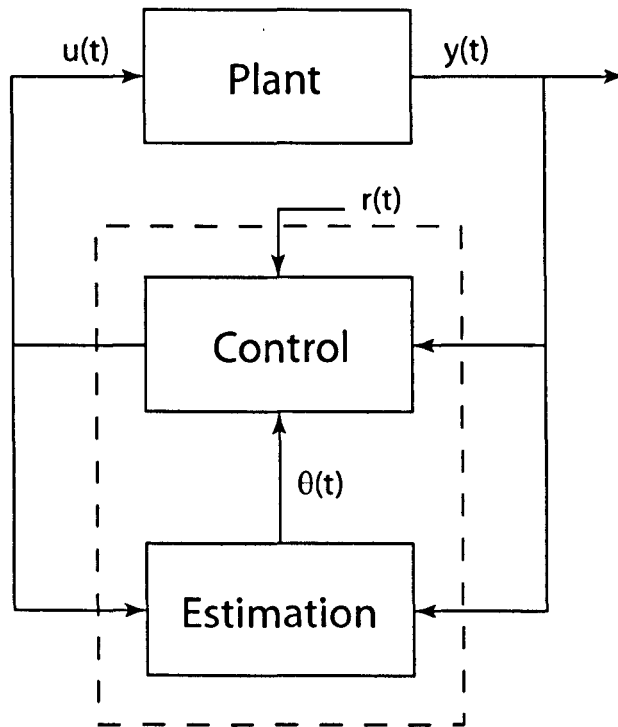 u(t)
Plant
y(t)
r(t)
Control
θ(t)
Estimation